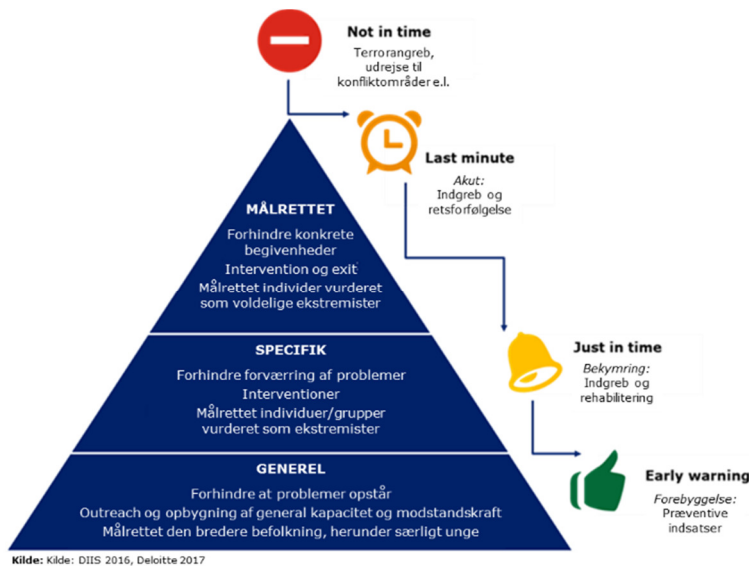 Not in time
Terrorangreb,
udrejse til
konfliktområder e.l.
Last minute
Akut:
Indgreb og
retsforfølgelse
MÅLRETTET
Forhindre konkrete
begivenheder
Intervention og exit
Målrettet individer vurderet
som voldelige ekstremister
Just in time
Bekymring:
Indgreb og
rehabilitering
SPECIFIK
Forhindre forværring af problemer
Interventioner
Målrettet individuer/grupper
vurderet som ekstremister
Early warning
Forebyggelse:
Præventive
indsatser
GENEREL
Forhindre at problemer opstår
Outreach og opbygning af general kapacitet og modstandskraft
Målrettet den bredere befolkning, herunder særligt unge
Kilde: Kilde: DIIS 2016, Deloitte 2017